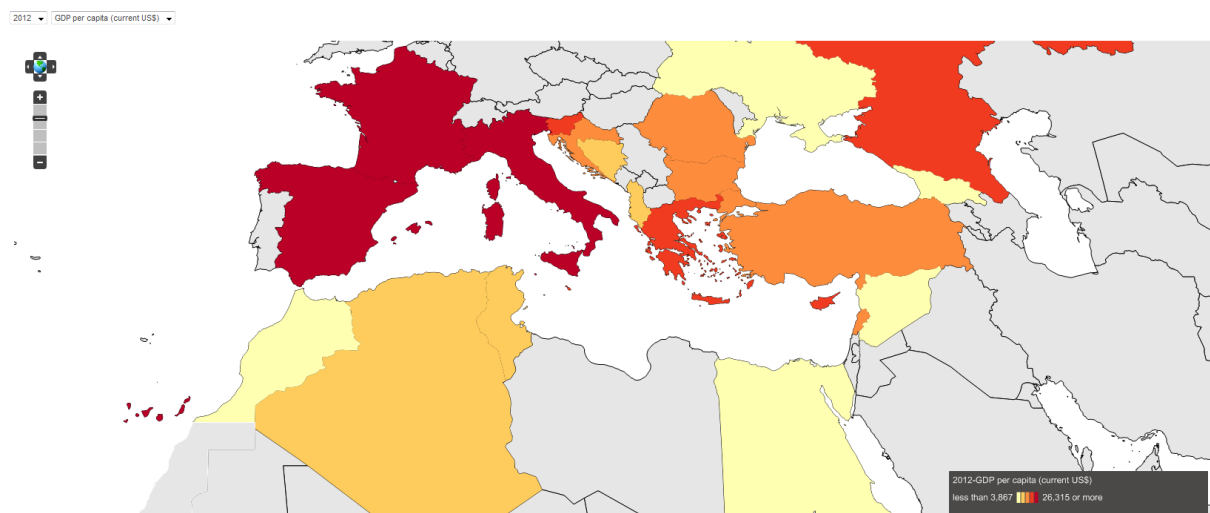 2012 GDP per capita (current US$)
2012-GDP per capita (current US$)
less than 3,867 26,315 or more